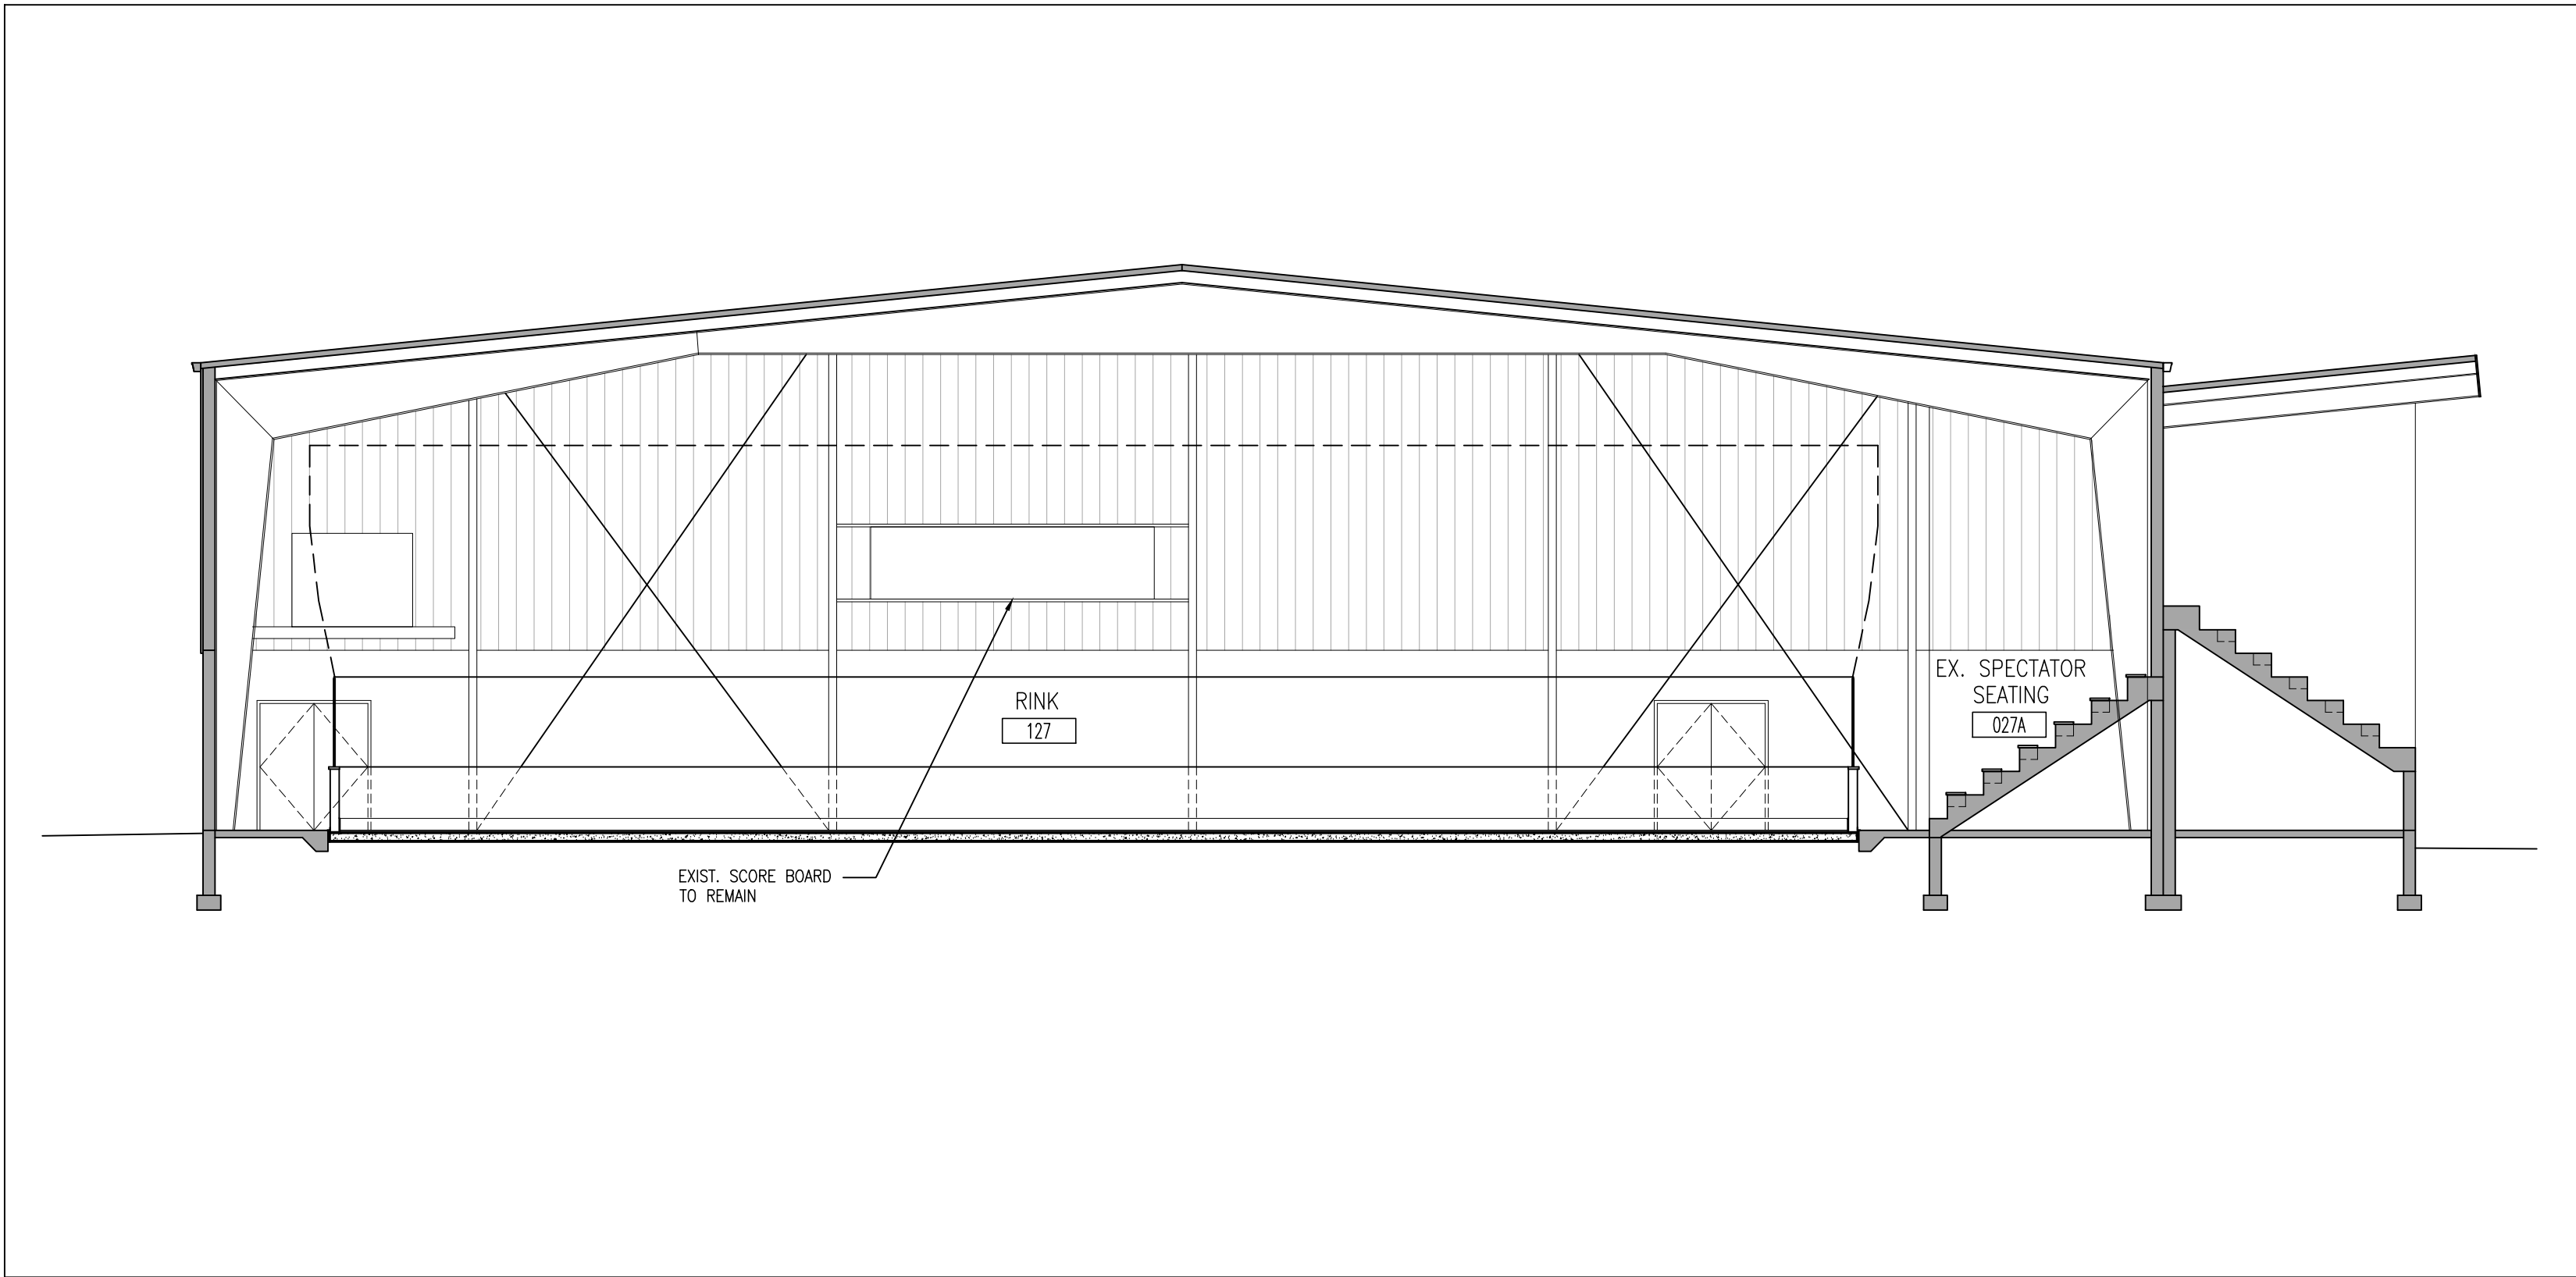 EX. SPECTATOR
SEATING
027A
RINK
127
EXIST. SCORE BOARD
TO REMAIN